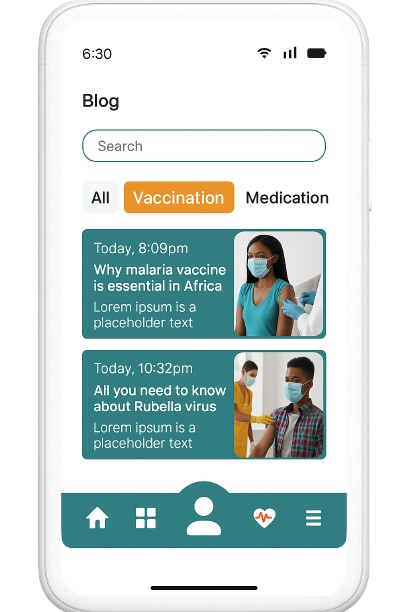 6:30
Blog
Search
All Vaccination Medication
Today, 8:09pm
Why malaria vaccine
is essential in Africa
Lorem ipsum is a
placeholder text
Today, 10:32pm
All you need to know
about Rubella virus
Lorem ipsum is a
placeholder text